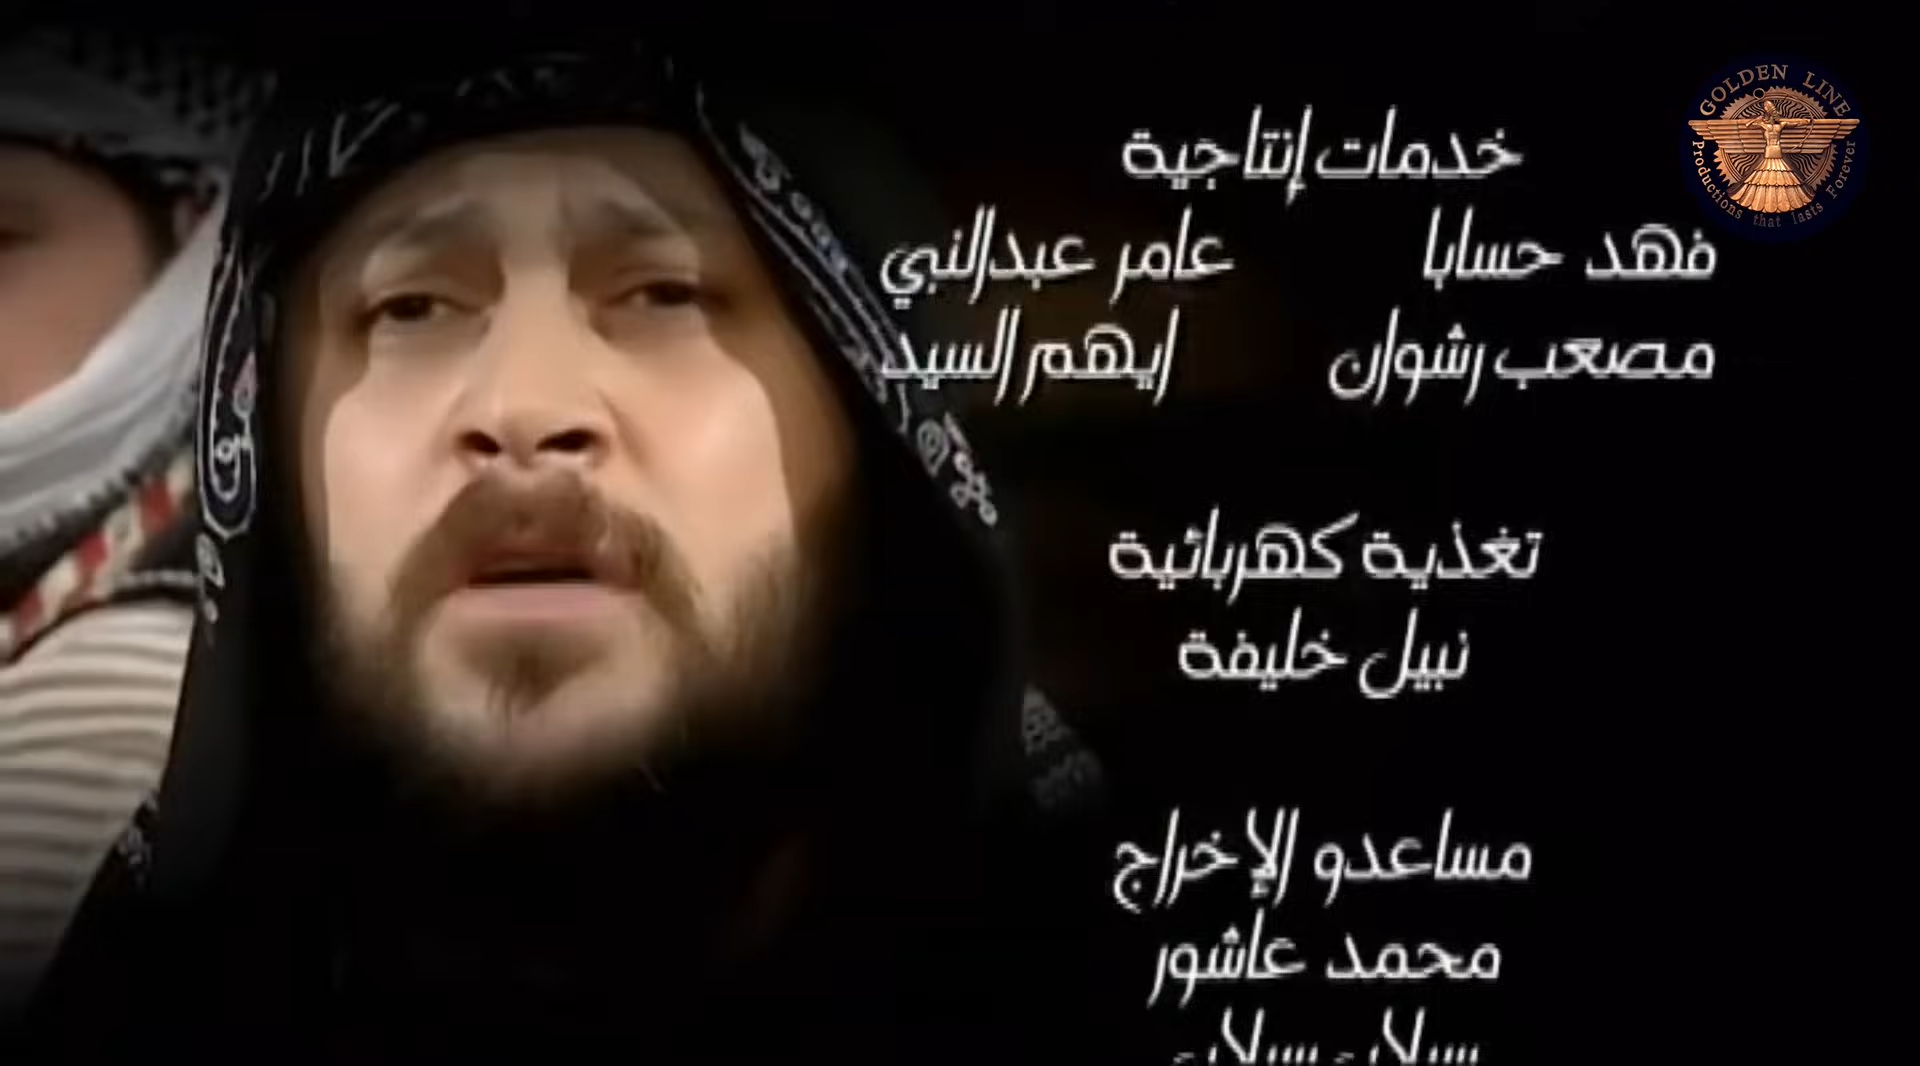 GOLDEN LINE
Productions that lasts Forever
خدمات إنتاجية
فهد حسابا عامر عبدالنبي
مصعب رشوان ايهم السيد
تغذية كهربائية
نبيل خليفة
مساعدو الإخراج
محمد عاشور